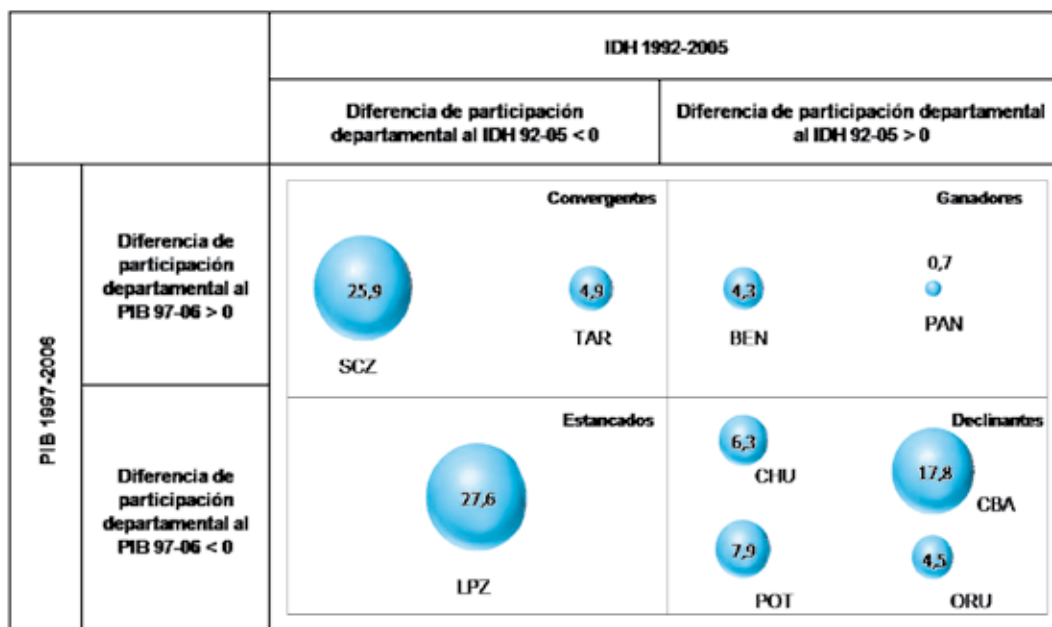 IDH 1992-2005
Diferencia de participación
departamental al IDH 92-05 < 0
Diferencia de participación departamental
al IDH 92-05 > 0
PIB 1997-2006
Diferencia de
participación
departamental al
PIB 97-06 > 0
Convergentes
25,9
SCZ
4,9
TAR
Ganadores
4,3
BEN
0,7
PAN
Diferencia de
participación
departamental al
PIB 97-06 < 0
Estancados
27,6
LPZ
Declinantes
6,3
CHU
17,8
CBA
7,9
POT
4,5
ORU